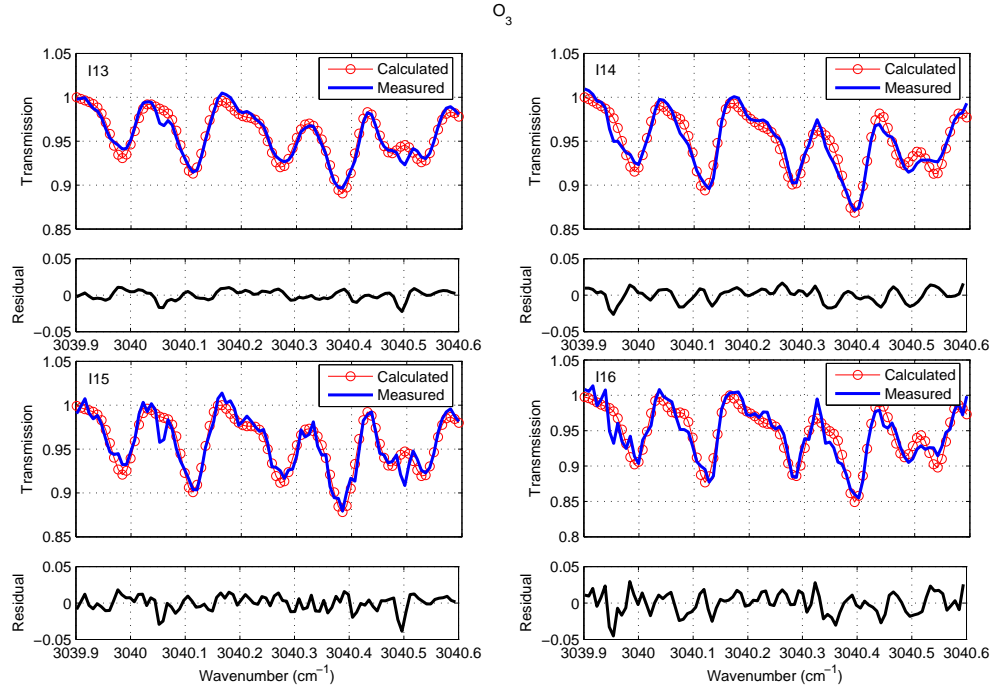 O₃
I13
Calculated
Measured
Transmission
1.05
1
0.95
0.9
0.85
Residual
0.05
0
−0.05
3039.9 3040 3040.1 3040.2 3040.3 3040.4 3040.5 3040.6
I14
Calculated
Measured
Transmission
1.05
1
0.95
0.9
0.85
Residual
0.05
0
−0.05
3039.9 3040 3040.1 3040.2 3040.3 3040.4 3040.5 3040.6
I15
Calculated
Measured
Transmission
1.05
1
0.95
0.9
0.85
Residual
0.05
0
−0.05
3039.9 3040 3040.1 3040.2 3040.3 3040.4 3040.5 3040.6
Wavenumber (cm⁻¹)
I16
Calculated
Measured
Transmission
1.05
1
0.95
0.9
0.85
0.8
Residual
0.05
0
−0.05
3039.9 3040 3040.1 3040.2 3040.3 3040.4 3040.5 3040.6
Wavenumber (cm⁻¹)